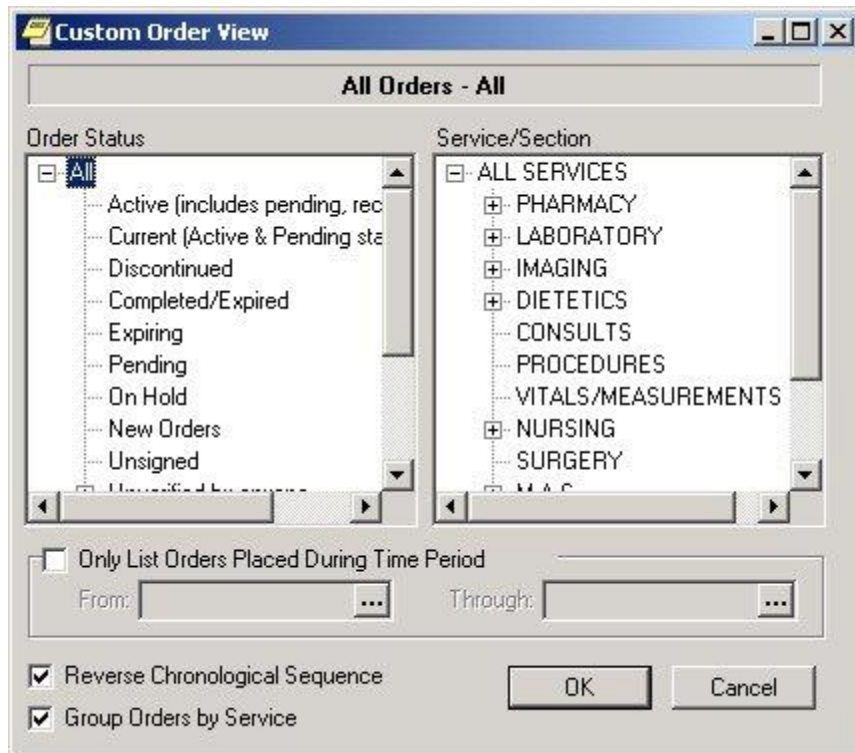 Custom Order View
All Orders - All
Order Status
All
Active (includes pending, rec
Current (Active & Pending sta
Discontinued
Completed/Expired
Expiring
Pending
On Hold
New Orders
Unsigned
Service/Section
ALL SERVICES
PHARMACY
LABORATORY
IMAGING
DIETETICS
CONSULTS
PROCEDURES
VITALS/MEASUREMENTS
NURSING
SURGERY
Only List Orders Placed During Time Period
From: ...
Through: ...
Reverse Chronological Sequence
Group Orders by Service
OK
Cancel